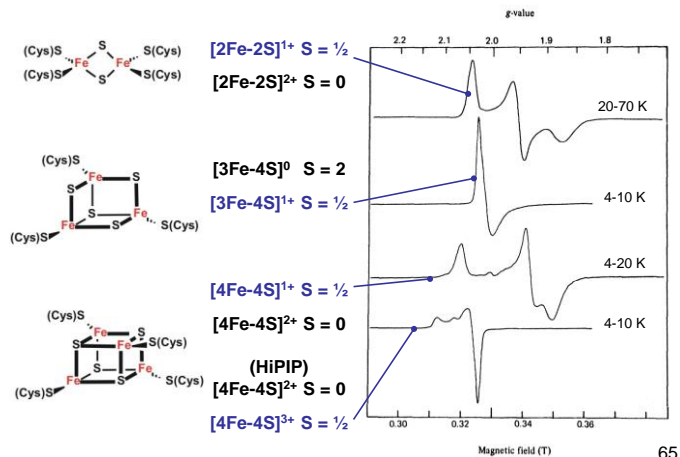 (Cys)S S S(Cys)
Fe Fe
(Cys)S S S(Cys)
[2Fe-2S]¹⁺ S = ½
[2Fe-2S]²⁺ S = 0
(Cys)S
Fe S
S
S Fe
Fe S
(Cys)S S(Cys)
[3Fe-4S]⁰ S = 2
[3Fe-4S]¹⁺ S = ½
[4Fe-4S]¹⁺ S = ½
[4Fe-4S]²⁺ S = 0
(HiPIP)
[4Fe-4S]²⁺ S = 0
[4Fe-4S]³⁺ S = ½
(Cys)S
Fe S
S Fe S(Cys)
S Fe
Fe S
(Cys)S S(Cys)
g-value
2.2 2.1 2.0 1.9 1.8
20-70 K
4-10 K
4-20 K
4-10 K
0.30 0.32 0.34 0.36
Magnetic field (T)
65